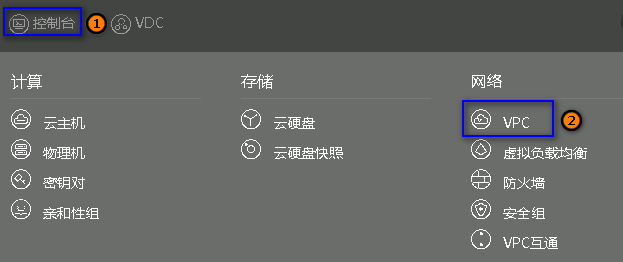 控制台 1 VDC
计算 存储 网络
云主机 云硬盘 VPC 2
物理机 云硬盘快照 虚拟负载均衡
密钥对 防火墙
亲和性组 安全组
VPC互通